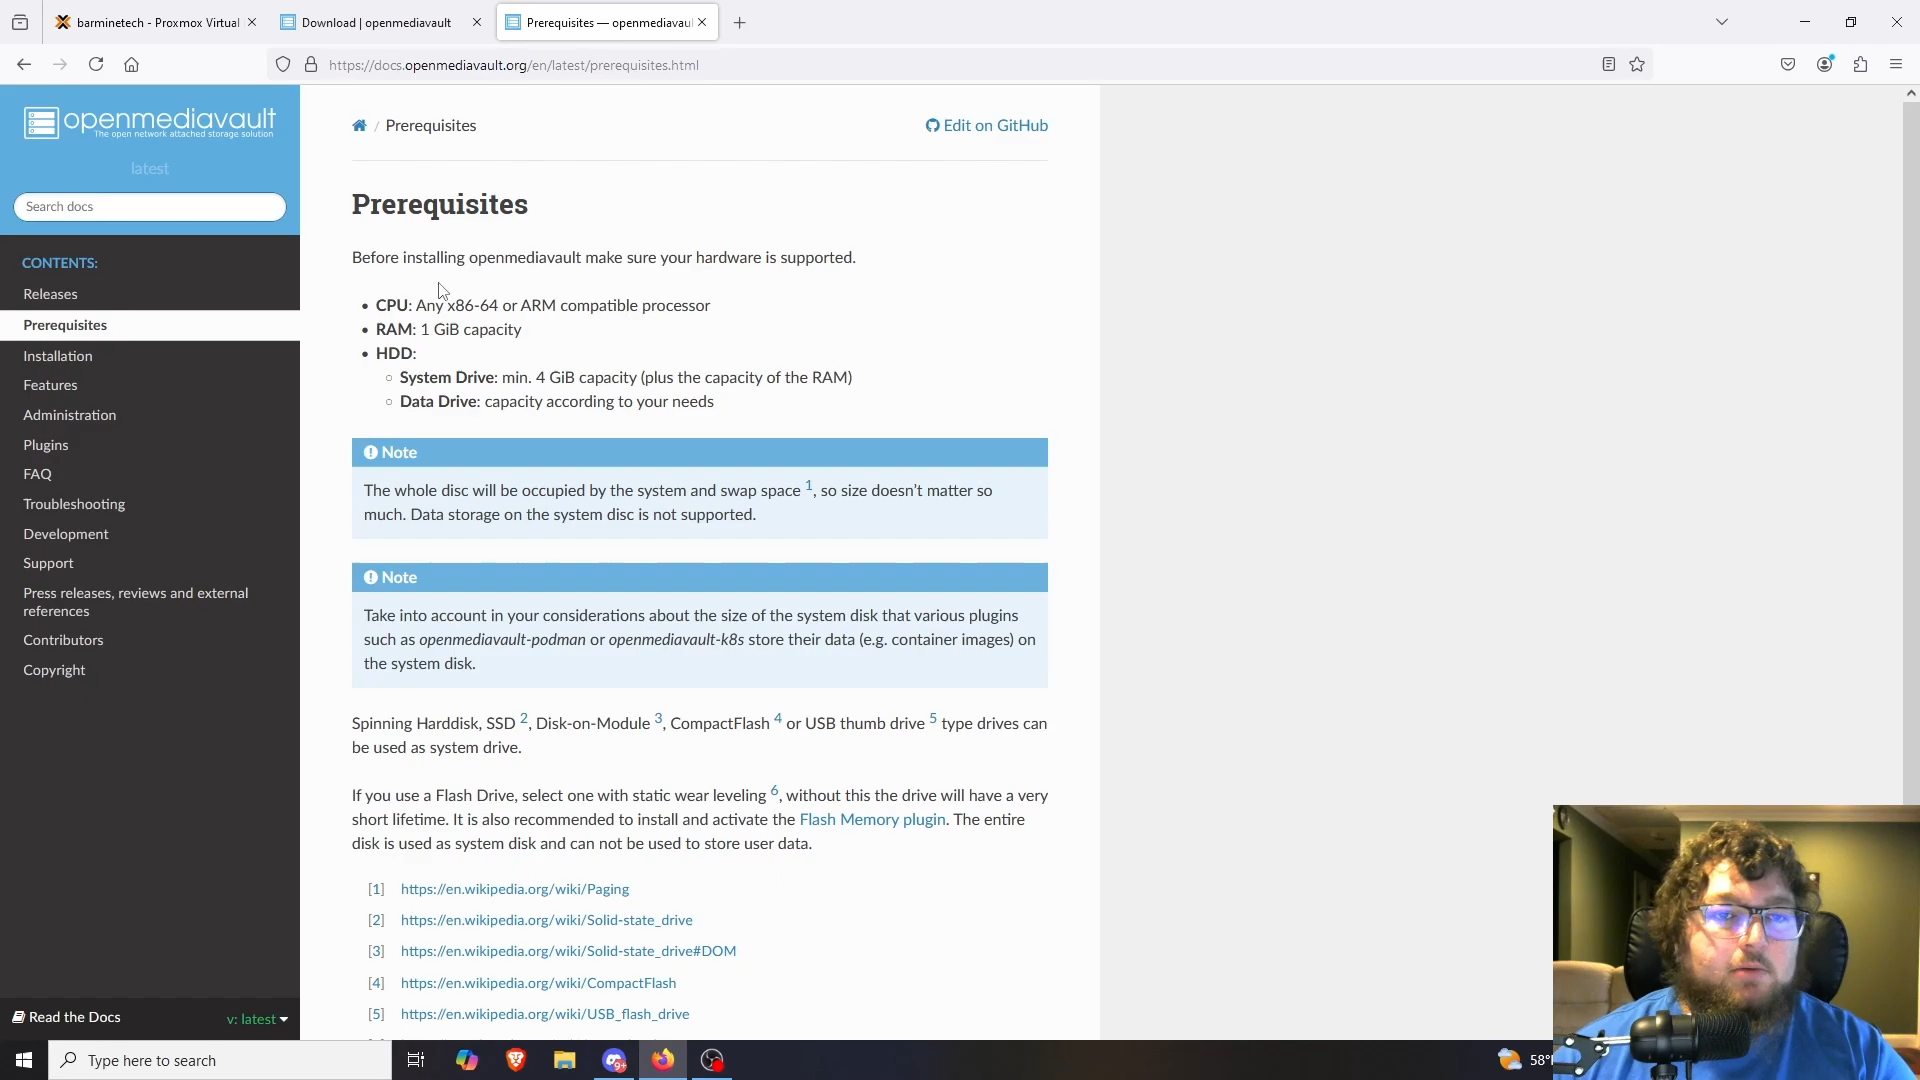 barminetech - Proxmox Virtual
Download | openmediavault
Prerequisites — openmediavau
https://docs.openmediavault.org/en/latest/prerequisites.html
openmediavault
The open network attached storage solution
latest
Search docs
CONTENTS:
Releases
Prerequisites
Installation
Features
Administration
Plugins
FAQ
Troubleshooting
Development
Support
Press releases, reviews and external
references
Contributors
Copyright
Read the Docs
v: latest
/ Prerequisites
Edit on GitHub
Prerequisites
Before installing openmediavault make sure your hardware is supported.
• CPU: Any x86-64 or ARM compatible processor
• RAM: 1 GiB capacity
• HDD:
○ System Drive: min. 4 GiB capacity (plus the capacity of the RAM)
○ Data Drive: capacity according to your needs
Note
The whole disc will be occupied by the system and swap space 1, so size doesn't matter so
much. Data storage on the system disc is not supported.
Note
Take into account in your considerations about the size of the system disk that various plugins
such as openmediavault-podman or openmediavault-k8s store their data (e.g. container images) on
the system disk.
Spinning Harddisk, SSD 2, Disk-on-Module 3, CompactFlash 4 or USB thumb drive 5 type drives can
be used as system drive.
If you use a Flash Drive, select one with static wear leveling 6, without this the drive will have a very
short lifetime. It is also recommended to install and activate the Flash Memory plugin. The entire
disk is used as system disk and can not be used to store user data.
[1] https://en.wikipedia.org/wiki/Paging
[2] https://en.wikipedia.org/wiki/Solid-state_drive
[3] https://en.wikipedia.org/wiki/Solid-state_drive#DOM
[4] https://en.wikipedia.org/wiki/CompactFlash
[5] https://en.wikipedia.org/wiki/USB_flash_drive
Type here to search
58°